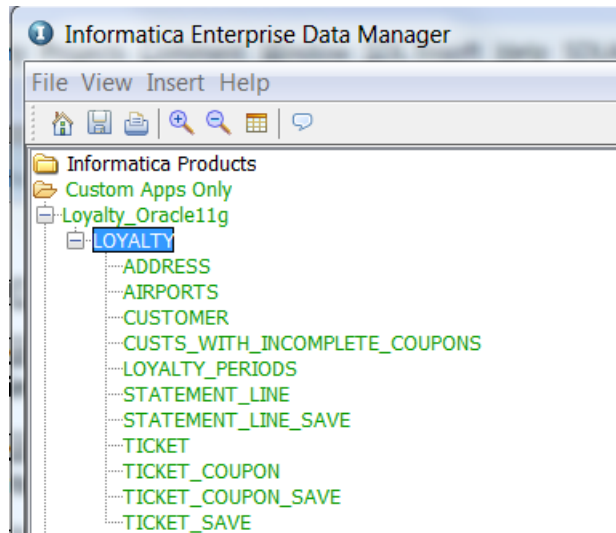 Informatica Enterprise Data Manager
File View Insert Help
Informatica Products
Custom Apps Only
Loyalty_Oracle11g
LOYALTY
ADDRESS
AIRPORTS
CUSTOMER
CUSTS_WITH_INCOMPLETE_COUPONS
LOYALTY_PERIODS
STATEMENT_LINE
STATEMENT_LINE_SAVE
TICKET
TICKET_COUPON
TICKET_COUPON_SAVE
TICKET_SAVE